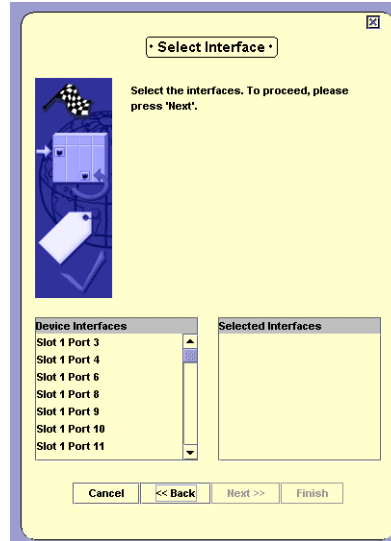 · Select Interface ·
Select the interfaces. To proceed, please
press 'Next'.
Device Interfaces
Slot 1 Port 3
Slot 1 Port 4
Slot 1 Port 6
Slot 1 Port 8
Slot 1 Port 9
Slot 1 Port 10
Slot 1 Port 11
Selected Interfaces
Cancel << Back Next >> Finish